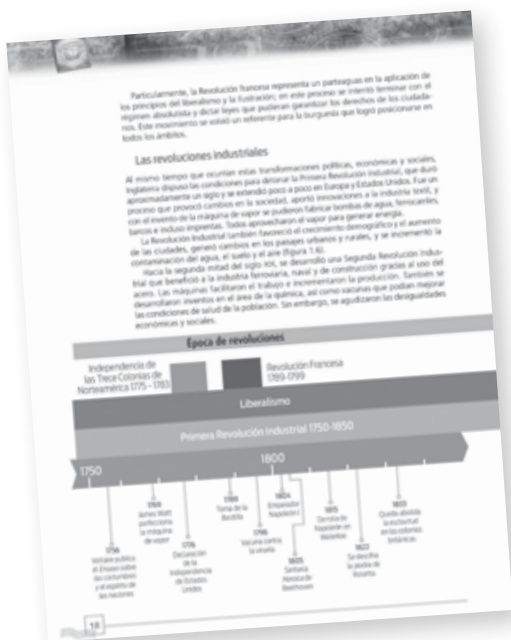 Particularmente, la Revolución francesa representa un parteaguas en la aplicación de
los principios del liberalismo y la Ilustración; en este proceso se intentó terminar con el
régimen absolutista y dictar leyes que pudieran garantizar los derechos de los ciudada-
nos. Este movimiento se volvió un referente para la burguesía que logró posicionarse en
todos los ámbitos.
Las revoluciones industriales
Al mismo tiempo que ocurrían estas transformaciones políticas, económicas y sociales,
Inglaterra dispuso las condiciones para detonar la Primera Revolución Industrial, que duró
aproximadamente un siglo y se extendió poco a poco en Europa y Estados Unidos. Fue un
proceso que provocó cambios en la sociedad, aportó innovaciones a la industria textil, y
con el invento de la máquina de vapor se pudieron fabricar bombas de agua, ferrocarriles,
barcos e incluso imprentas. Todos aprovecharon el vapor para generar energía.
La Revolución Industrial también favoreció el crecimiento demográfico y el aumento
de las ciudades, generó cambios en los paisajes urbanos y rurales, y se incrementó la
contaminación del agua, el suelo y el aire (figura 1.6).
Hacia la segunda mitad del siglo XIX, se desarrolló una Segunda Revolución Indus-
trial que benefició a la industria ferroviaria, naval y de construcción gracias al uso del
acero. Las máquinas facilitaron el trabajo e incrementaron la producción. También se
desarrollaron inventos en el área de la química, así como vacunas que podían mejorar
las condiciones de salud de la población. Sin embargo, se agudizaron las desigualdades
económicas y sociales.
Época de revoluciones
Independencia de
las Trece Colonias de
Norteamérica 1775 - 1783
Revolución Francesa
1789-1799
Liberalismo
Primera Revolución Industrial 1750-1850
1750
1800
1756
Voltaire publica
el Ensayo sobre
las costumbres
y el espíritu de
las naciones
1769
James Watt
perfecciona
la máquina
de vapor
1776
Declaración
de la
Independencia
de Estados
Unidos
1789
Toma de la
Bastilla
1796
Vacuna contra
la viruela
1804
Emperador
Napoleón I
1805
Sinfonía
Heroica de
Beethoven
1815
Derrota de
Napoleón en
Waterloo
1822
Se descifra
la piedra de
Rosetta
1833
Queda abolida
la esclavitud
en las colonias
británicas
18